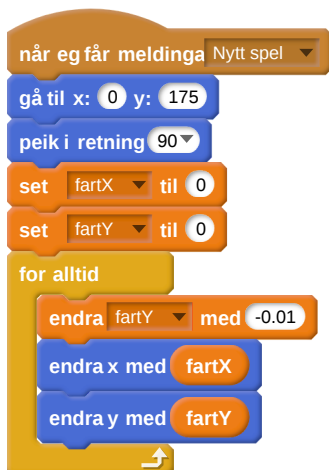 når eg får meldinga Nytt spel
gå til x: 0 y: 175
peik i retning 90
set fartX til 0
set fartY til 0
for alltid
endra fartY med -0.01
endra x med fartX
endra y med fartY